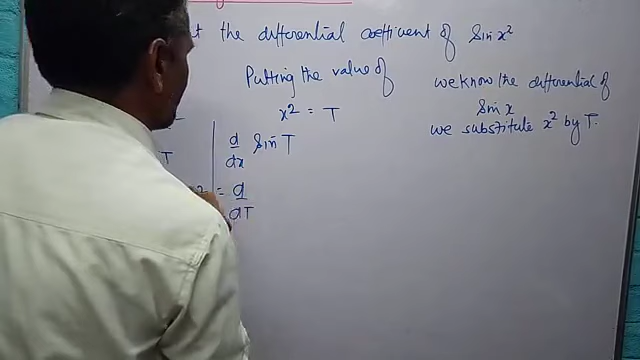 the differential coefficient of Sin x²
Putting the value of
x² = T
we know the differential of
Sin x
we substitute x² by T.
T
d/dx Sin T
= d/dT